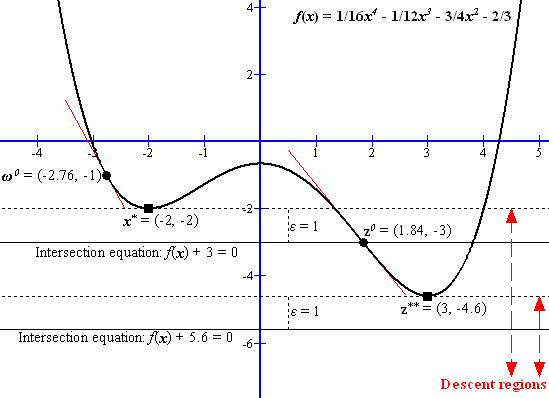 4
f(x) = 1/16x⁴ - 1/12x³ - 3/4x² - 2/3
2
-4 -3 -2 -1 1 2 3 4 5
ω⁰ = (-2.76, -1)
x* = (-2, -2)
-2
ε = 1
z⁰ = (1.84, -3)
Intersection equation: f(x) + 3 = 0
-4
ε = 1
z** = (3, -4.6)
Intersection equation: f(x) + 5.6 = 0
-6
Descent regions